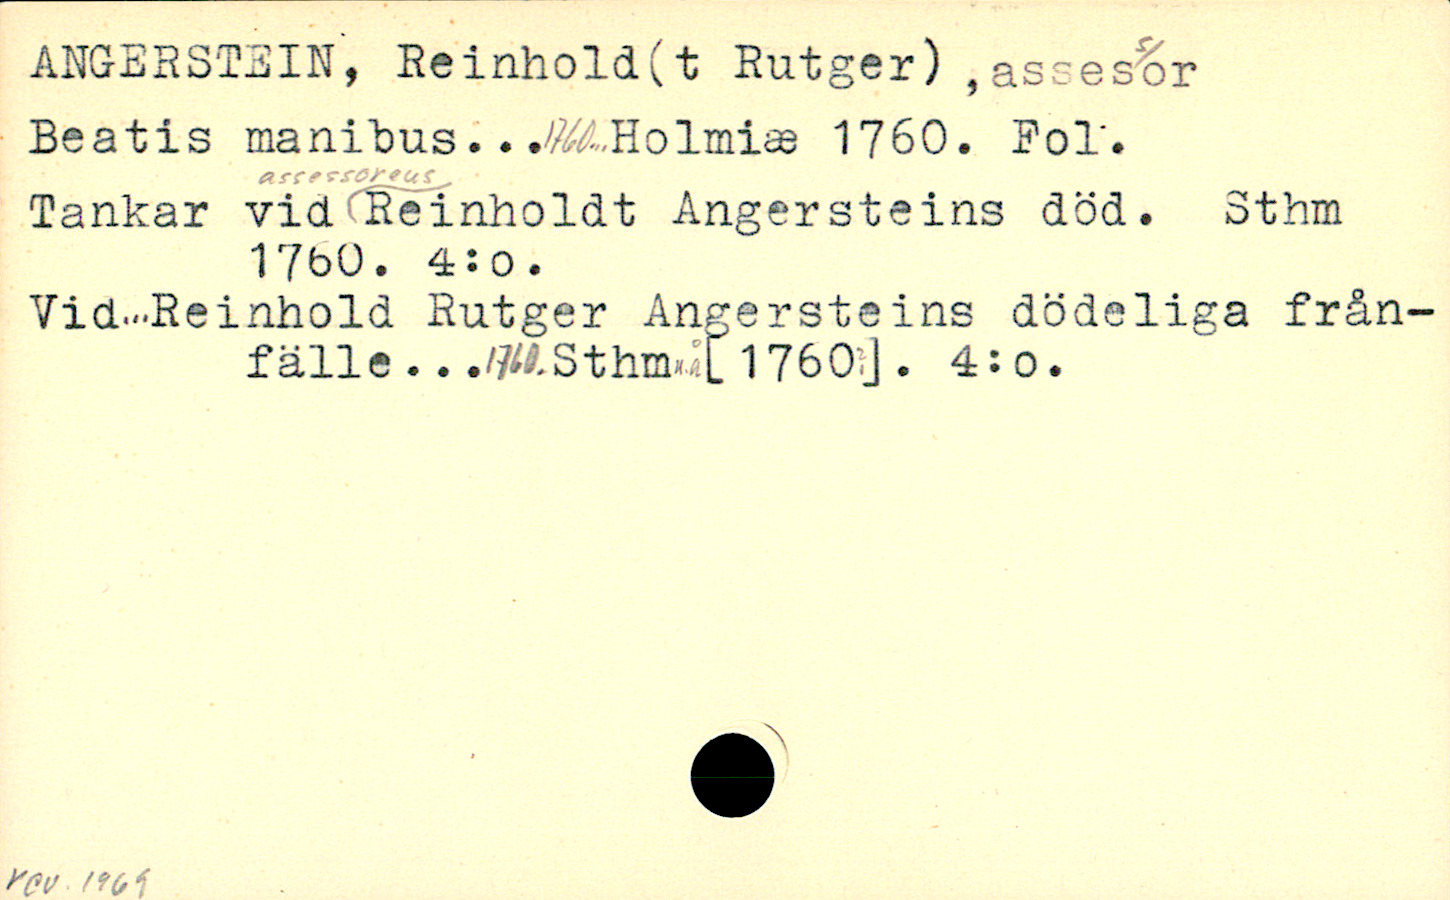 ANGERSTEIN, Reinhold(t Rutger) ,assesor
s/
Beatis manibus...1760...Holmiæ 1760. Fol.
assessoreus
Tankar vid (Reinholdt Angersteins död. Sthm
1760. 4:o.
Vid...Reinhold Rutger Angersteins dödeliga från-
fälle...1760.Sthm u.å [1760?]. 4:o.
rev. 1969